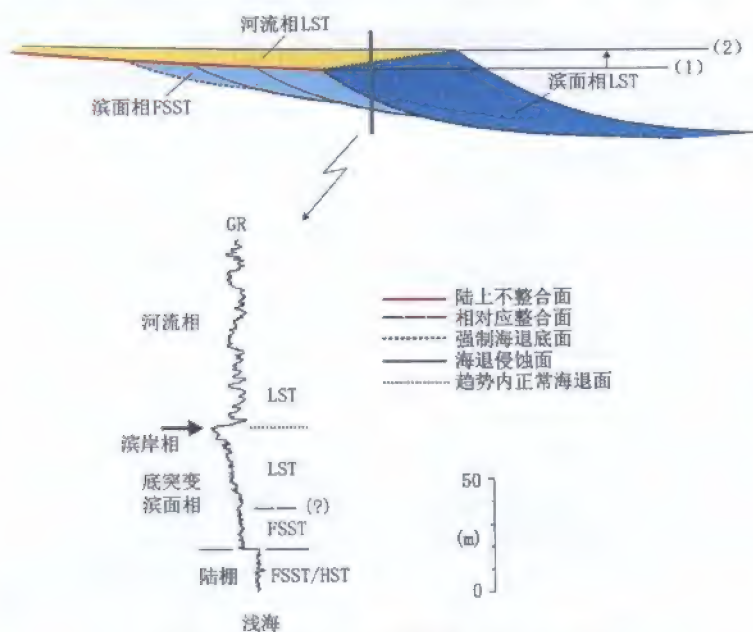 河流相LST
(2)
(1)
滨面相FSST
滨面相LST
GR
河流相
LST
滨岸相
LST
底突变
滨面相
(?)
FSST
陆棚
FSST/HST
浅海
陆上不整合面
相对应整合面
强制海退底面
海退侵蚀面
趋势内正常海退面
50
(m)
0